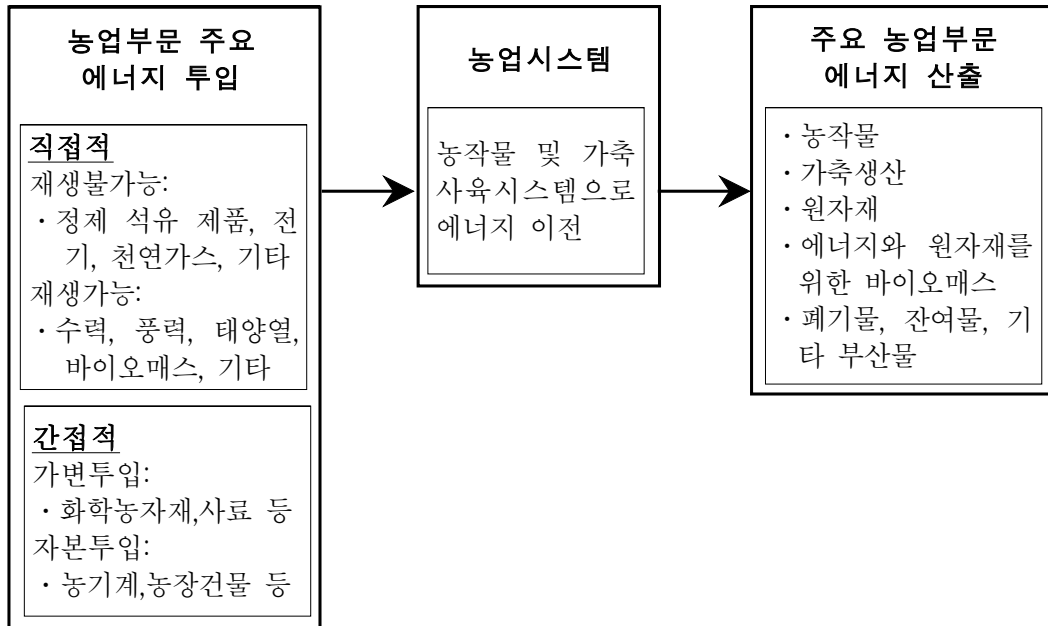 농업부문 주요
에너지 투입
직접적
재생불가능:
· 정제 석유 제품, 전
기, 천연가스, 기타
재생가능:
· 수력, 풍력, 태양열,
바이오매스, 기타
간접적
가변투입:
· 화학농자재,사료 등
자본투입:
· 농기계,농장건물 등
농업시스템
농작물 및 가축
사육시스템으로
에너지 이전
주요 농업부문
에너지 산출
· 농작물
· 가축생산
· 원자재
· 에너지와 원자재를
위한 바이오매스
· 폐기물, 잔여물, 기
타 부산물